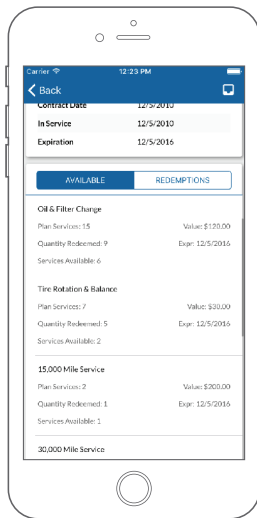 Carrier 12:23 PM
Back
Contract Date 12/5/2010
In Service 12/5/2010
Expiration 12/5/2016
AVAILABLE REDEMPTIONS
Oil & Filter Change
Plan Services: 15 Value: $120.00
Quantity Redeemed: 9 Expr: 12/5/2016
Services Available: 6
Tire Rotation & Balance
Plan Services: 7 Value: $30.00
Quantity Redeemed: 5 Expr: 12/5/2016
Services Available: 2
15,000 Mile Service
Plan Services: 2 Value: $200.00
Quantity Redeemed: 1 Expr: 12/5/2016
Services Available: 1
30,000 Mile Service